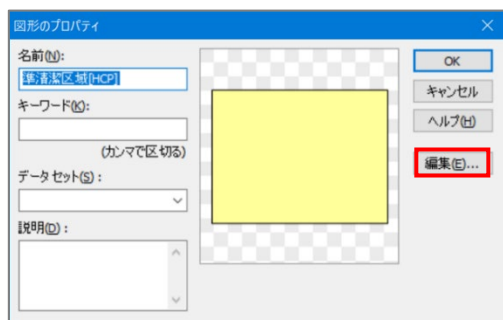 図形のプロパティ
名前(N):
準清潔区域[HCP]
キーワード(K):
(カンマで区切る)
データ セット(S) :
説明(D) :
OK
キャンセル
ヘルプ(H)
編集(E)...